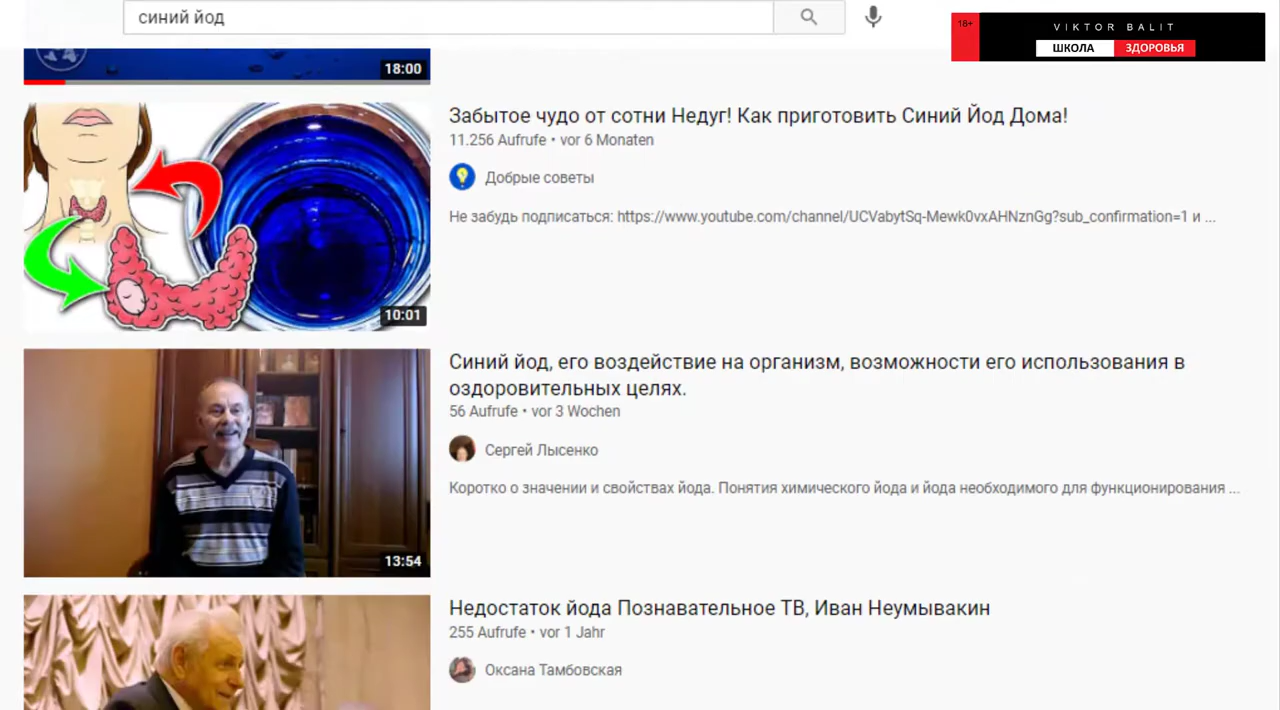 синий йод
18+
VIKTOR BALIT
ШКОЛА ЗДОРОВЬЯ
18:00
Забытое чудо от сотни Недуг! Как приготовить Синий Йод Дома!
11.256 Aufrufe • vor 6 Monaten
Добрые советы
Не забудь подписаться: https://www.youtube.com/channel/UCVabytSq-Mewk0vxAHNznGg?sub_confirmation=1 и ...
10:01
Синий йод, его воздействие на организм, возможности его использования в
оздоровительных целях.
56 Aufrufe • vor 3 Wochen
Сергей Лысенко
Коротко о значении и свойствах йода. Понятия химического йода и йода необходимого для функционирования ...
13:54
Недостаток йода Познавательное ТВ, Иван Неумывакин
255 Aufrufe • vor 1 Jahr
Оксана Тамбовская